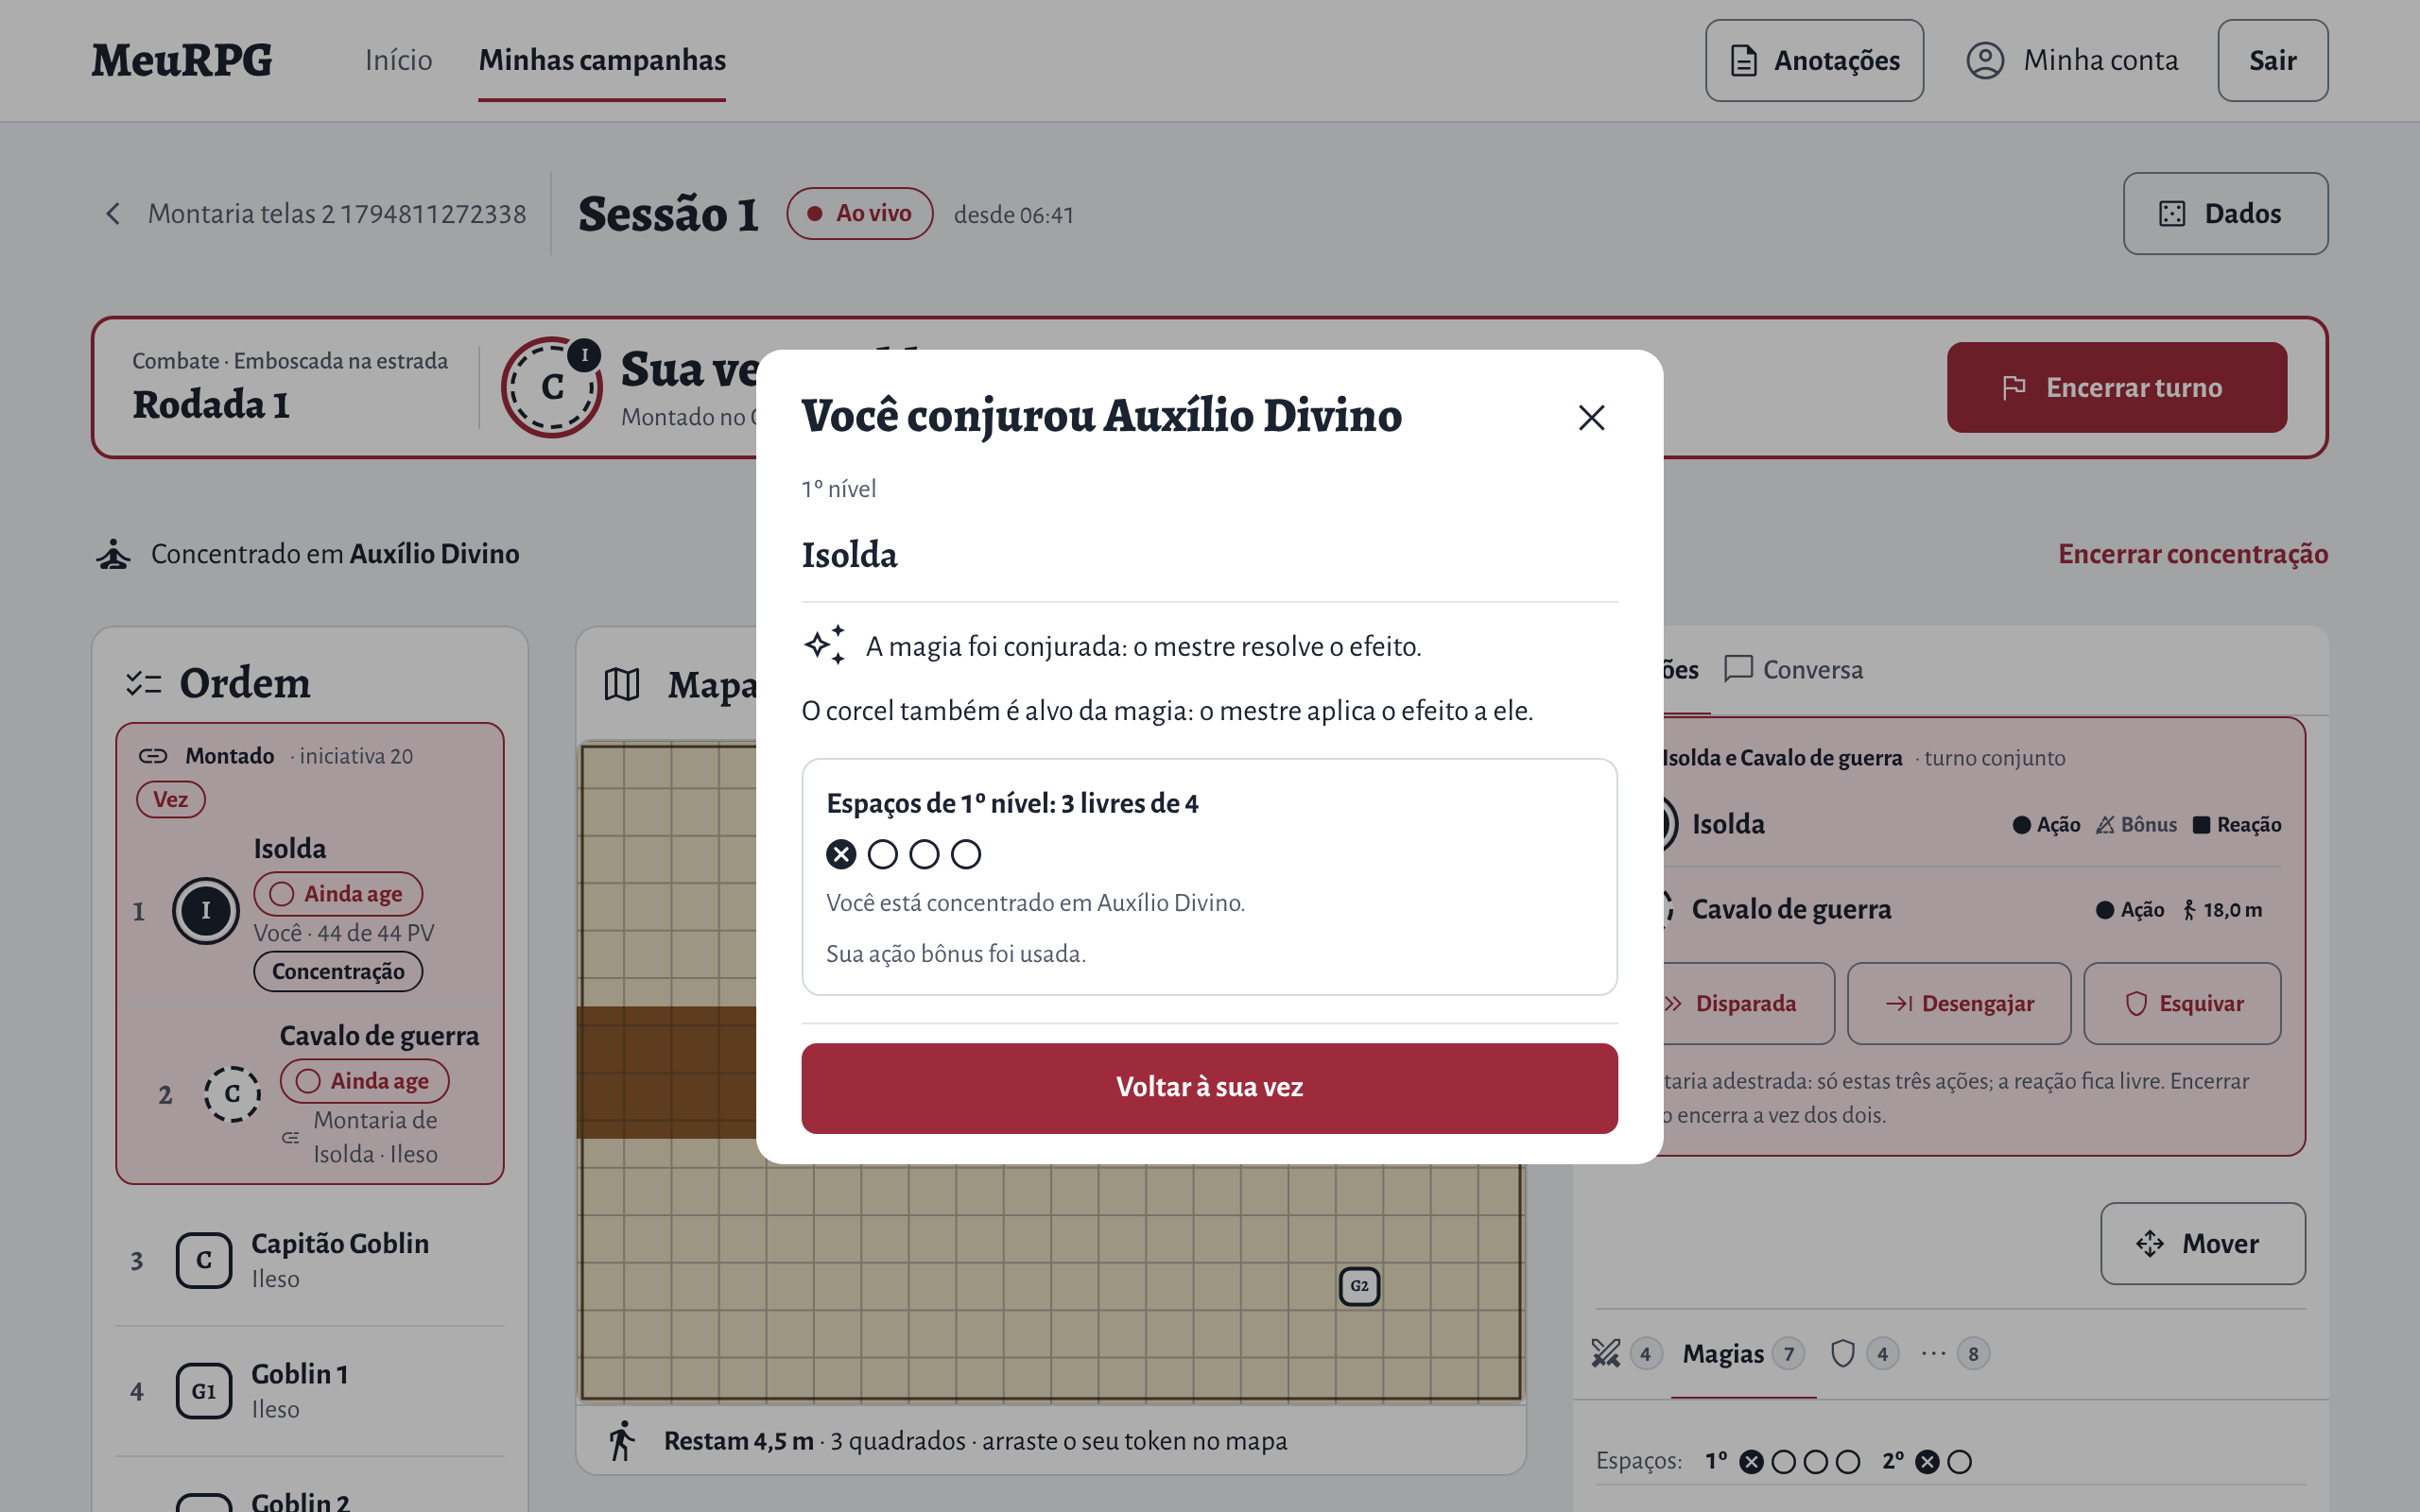 MeuRPG
Início
Minhas campanhas
Anotações
Minha conta
Sair
Montaria telas 2 1794811272338
Sessão 1
Ao vivo
desde 06:41
Dados
Combate · Emboscada na estrada
Rodada 1
C
I
Sua ve
Montado no
Encerrar turno
Concentrado em Auxílio Divino
Encerrar concentração
Ordem
Montado · iniciativa 20
Vez
1
I
Isolda
Ainda age
Você · 44 de 44 PV
Concentração
2
C
Cavalo de guerra
Ainda age
Montaria de
Isolda · Ileso
3
C
Capitão Goblin
Ileso
4
G1
Goblin 1
Ileso
Goblin 2
Mapa
G2
Restam 4,5 m · 3 quadrados · arraste o seu token no mapa
Você conjurou Auxílio Divino
1º nível
Isolda
A magia foi conjurada: o mestre resolve o efeito.
O corcel também é alvo da magia: o mestre aplica o efeito a ele.
Espaços de 1º nível: 3 livres de 4
Você está concentrado em Auxílio Divino.
Sua ação bônus foi usada.
Voltar à sua vez
ões
Conversa
Isolda e Cavalo de guerra · turno conjunto
Isolda
Ação
Bônus
Reação
Cavalo de guerra
Ação
18,0 m
Disparada
Desengajar
Esquivar
taria adestrada: só estas três ações; a reação fica livre. Encerrar
o encerra a vez dos dois.
Mover
4
Magias 7
4
··· 8
Espaços: 1º 2º